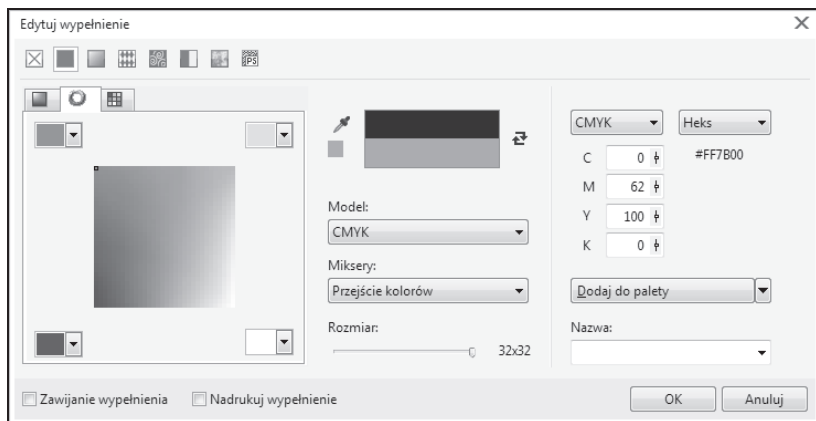 Edytuj wypełnienie
PS
CMYK
Heks
C 0
#FF7B00
M 62
Y 100
K 0
Model:
CMYK
Miksery:
Przejście kolorów
Dodaj do palety
Rozmiar:
32x32
Nazwa:
Zawijanie wypełnienia
Nadrukuj wypełnienie
OK
Anuluj